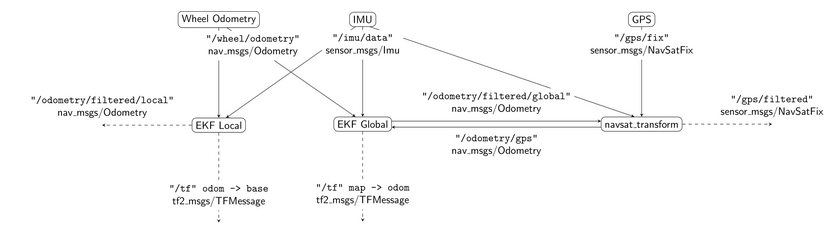 Wheel Odometry
IMU
GPS
"/wheel/odometry"
nav_msgs/Odometry
"/imu/data"
sensor_msgs/Imu
"/gps/fix"
sensor_msgs/NavSatFix
"/odometry/filtered/local"
nav_msgs/Odometry
"/odometry/filtered/global"
nav_msgs/Odometry
"/gps/filtered"
sensor_msgs/NavSatFix
EKF Local
EKF Global
navsat_transform
"/odometry/gps"
nav_msgs/Odometry
"/tf" odom -> base
tf2_msgs/TFMessage
"/tf" map -> odom
tf2_msgs/TFMessage